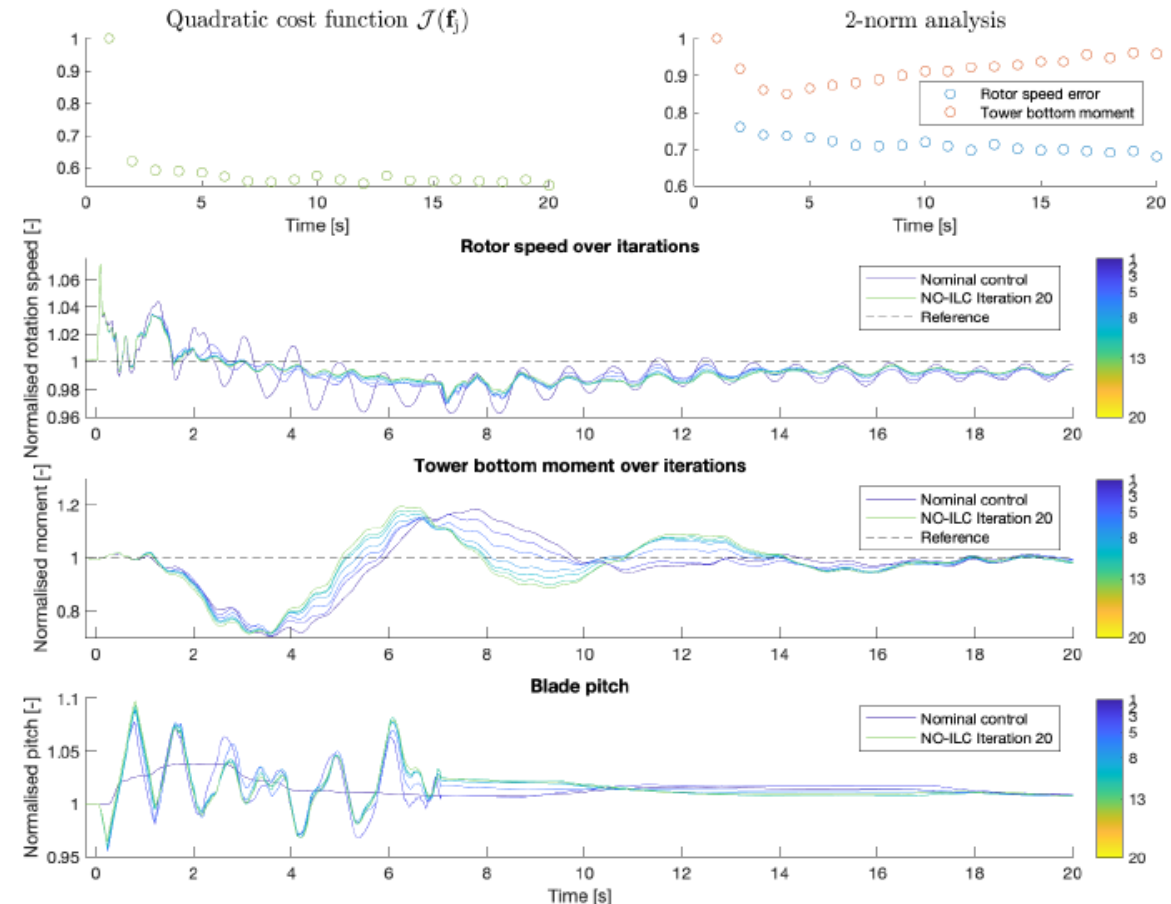 Quadratic cost function 𝒥(f_j)
1
0.9
0.8
0.7
0.6
0 5 10 15 20
Time [s]
2-norm analysis
1
0.9
0.8
0.7
0.6
0 5 10 15 20
Time [s]
Rotor speed error
Tower bottom moment
Rotor speed over itarations
Normalised rotation speed [-]
1.06
1.04
1.02
1
0.98
0.96
0 2 4 6 8 10 12 14 16 18 20
Nominal control
NO-ILC Iteration 20
Reference
1
2
3
5
8
13
20
Tower bottom moment over iterations
Normalised moment [-]
1.2
1
0.8
0 2 4 6 8 10 12 14 16 18 20
Nominal control
NO-ILC Iteration 20
Reference
1
2
3
5
8
13
20
Blade pitch
Normalised pitch [-]
1.1
1.05
1
0.95
0 2 4 6 8 10 12 14 16 18 20
Time [s]
Nominal control
NO-ILC Iteration 20
1
2
3
5
8
13
20